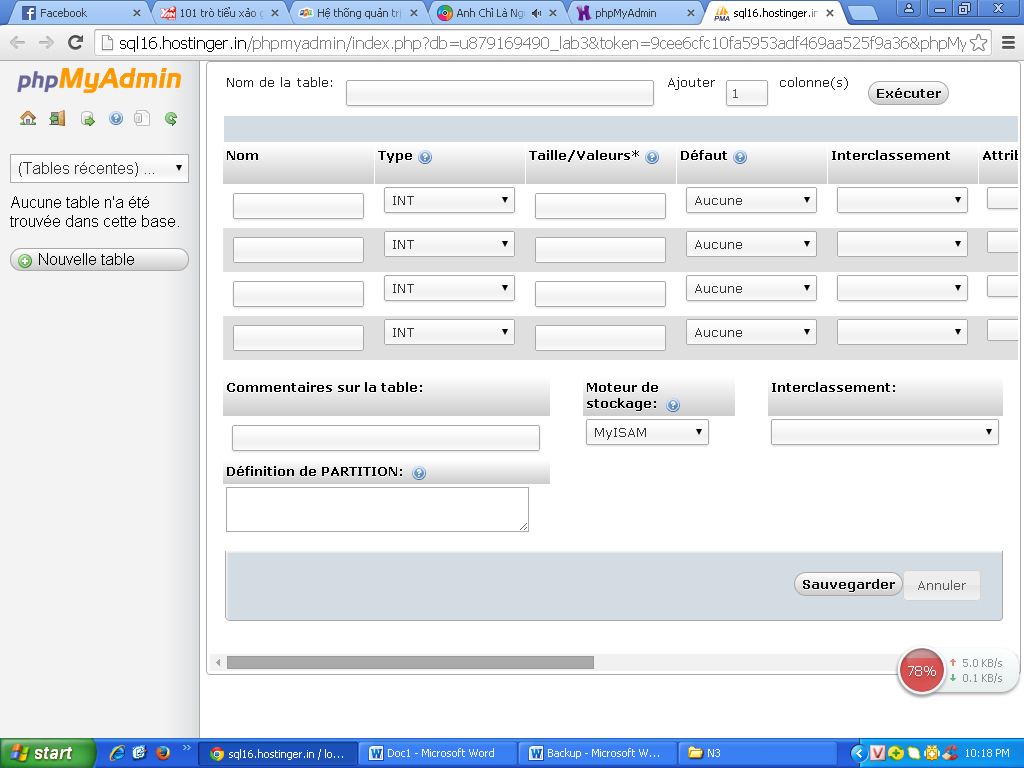 Facebook
101 trò tiểu xảo
Hệ thống quản trị
Anh Chỉ Là
phpMyAdmin
sql16.hostinger.in
sql16.hostinger.in/phpmyadmin/index.php?db=u879169490_lab3&token=9cee6cfc10fa5953adf469aa525f9a36&phpMy
phpMyAdmin
(Tables récentes) ...
Aucune table n'a été
trouvée dans cette base.
Nouvelle table
Nom de la table: Ajouter 1 colonne(s) Exécuter
Nom Type Taille/Valeurs* Défaut Interclassement Attrib
INT Aucune
INT Aucune
INT Aucune
INT Aucune
Commentaires sur la table: Moteur de stockage: Interclassement:
MyISAM
Définition de PARTITION:
Sauvegarder Annuler
78% 5.0 KB/s
0.1 KB/s
start sql16.hostinger.in / lo... Doc1 - Microsoft Word Backup - Microsoft W... N3 10:18 PM